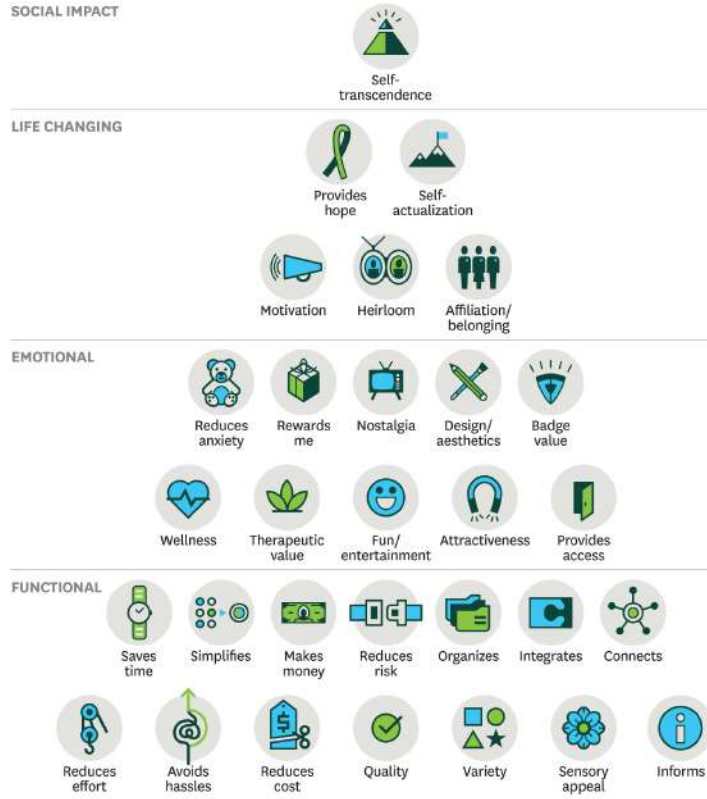 SOCIAL IMPACT
Self-
transcendence
LIFE CHANGING
Provides
hope
Self-
actualization
Motivation
Heirloom
Affiliation/
belonging
EMOTIONAL
Reduces
anxiety
Rewards
me
Nostalgia
Design/
aesthetics
Badge
value
Wellness
Therapeutic
value
Fun/
entertainment
Attractiveness
Provides
access
FUNCTIONAL
Saves
time
Simplifies
Makes
money
Reduces
risk
Organizes
Integrates
Connects
Reduces
effort
Avoids
hassles
$
Reduces
cost
Quality
Variety
Sensory
appeal
i
Informs